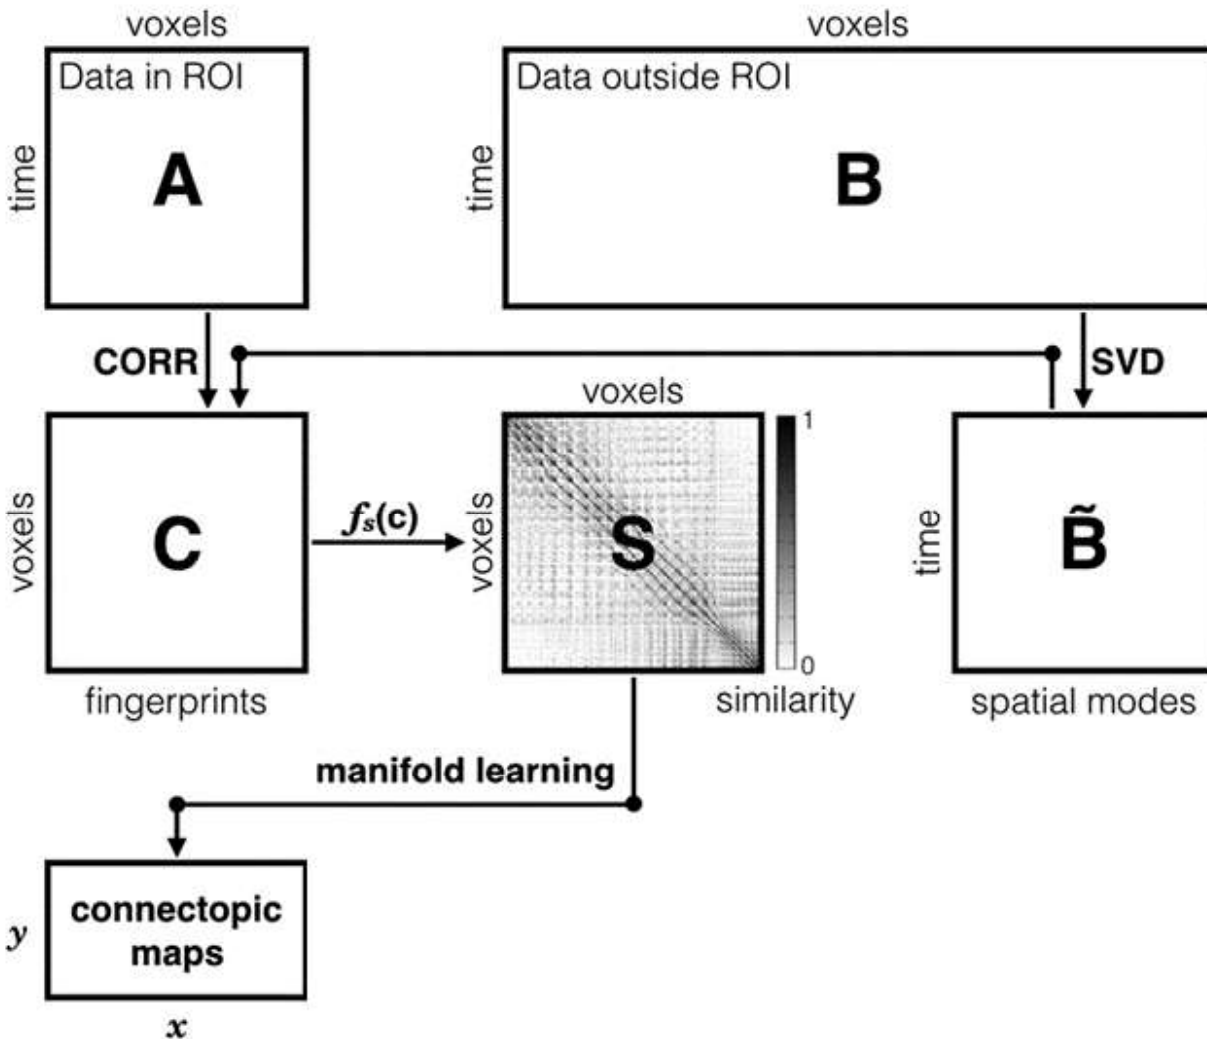 voxels
voxels
Data in ROI
Data outside ROI
time
A
time
B
CORR
SVD
voxels
1
voxels
C
fₛ(c)
voxels
S
time
B̃
0
fingerprints
similarity
spatial modes
manifold learning
connectopic
maps
y
x